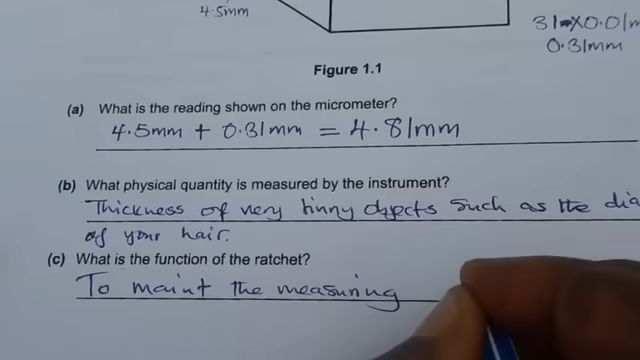 4.5mm
31 × 0.01m
0.31mm
Figure 1.1
(a) What is the reading shown on the micrometer?
4.5mm + 0.31mm = 4.81mm
(b) What physical quantity is measured by the instrument?
Thickness of very tinny objects such as the dia
of your hair.
(c) What is the function of the ratchet?
To maint the measuring